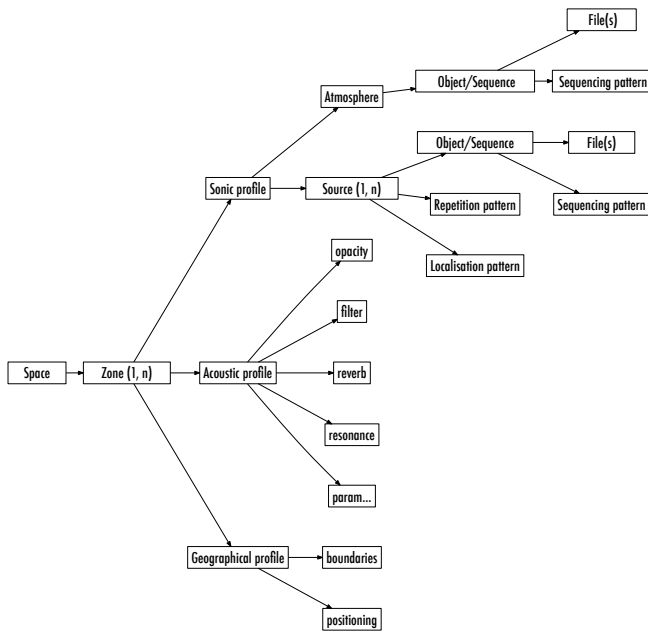 File(s)
Object/Sequence
Sequencing pattern
Atmosphere
Object/Sequence
File(s)
Sonic profile
Source (1, n)
Repetition pattern
Sequencing pattern
opacity
Localisation pattern
filter
Space
Zone (1, n)
Acoustic profile
reverb
resonance
param...
Geographical profile
boundaries
positioning